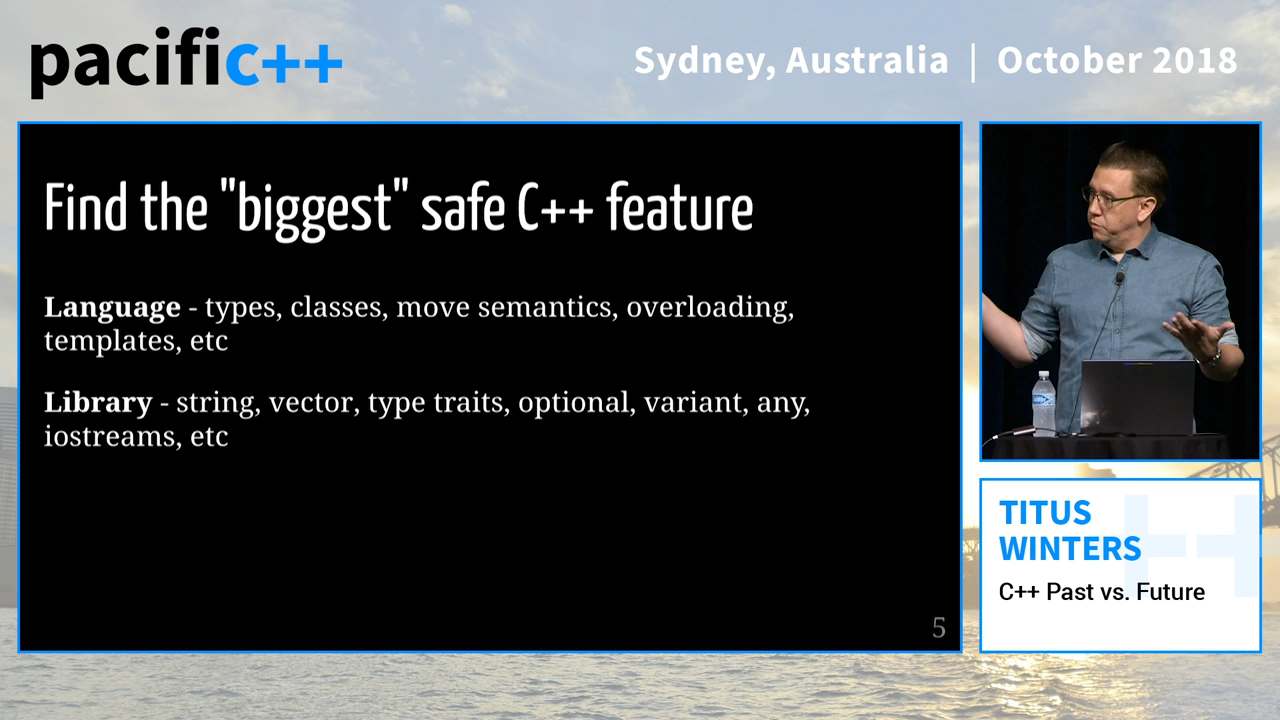 pacific++
Sydney, Australia | October 2018
Find the "biggest" safe C++ feature
Language - types, classes, move semantics, overloading,
templates, etc
Library - string, vector, type traits, optional, variant, any,
iostreams, etc
5
TITUS
WINTERS
C++ Past vs. Future